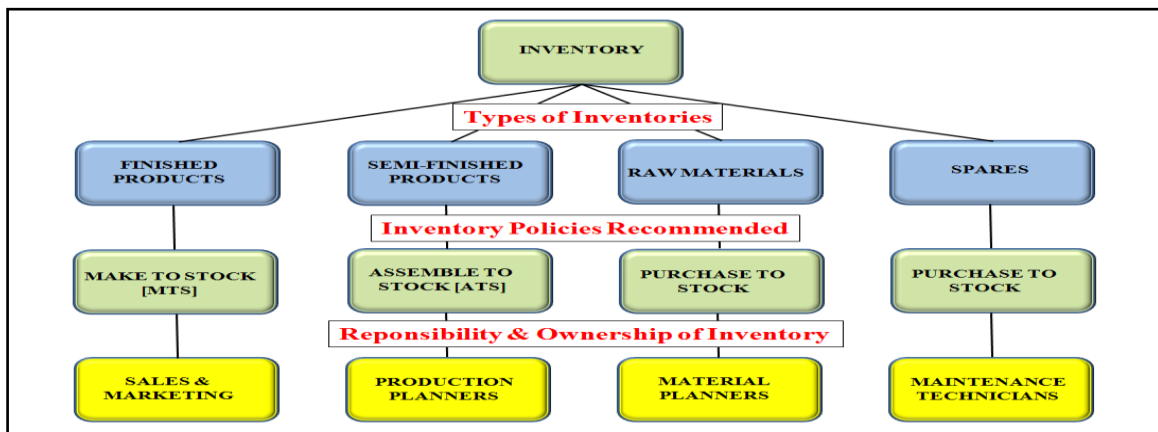 INVENTORY
Types of Inventories
FINISHED
PRODUCTS
SEMI-FINISHED
PRODUCTS
RAW MATERIALS
SPARES
Inventory Policies Recommended
MAKE TO STOCK
[MTS]
ASSEMBLE TO
STOCK [ATS]
PURCHASE TO
STOCK
PURCHASE TO
STOCK
Reponsibility & Ownership of Inventory
SALES &
MARKETING
PRODUCTION
PLANNERS
MATERIAL
PLANNERS
MAINTENANCE
TECHNICIANS